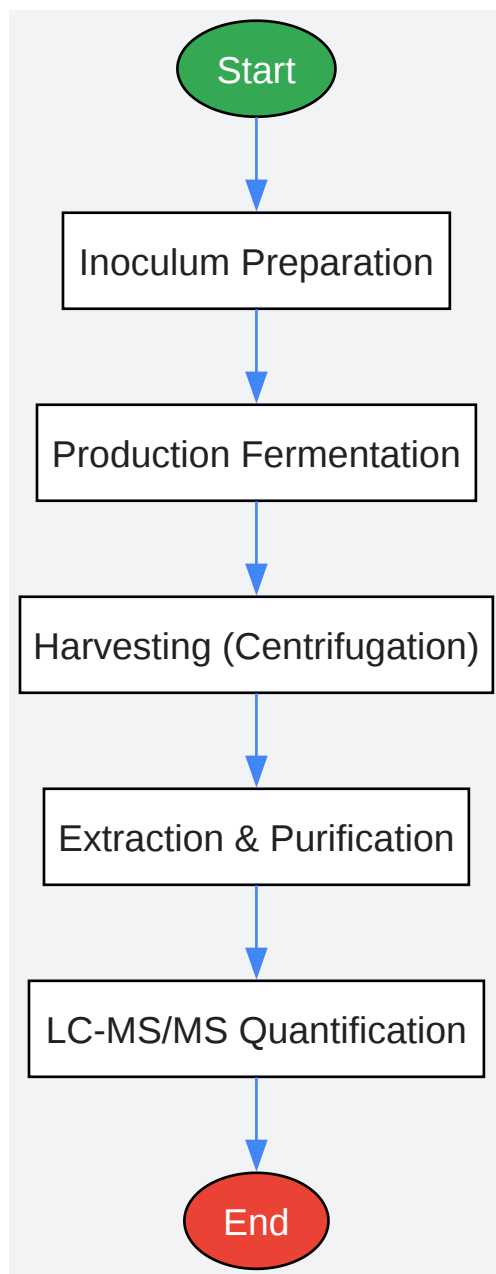 Start
Inoculum Preparation
Production Fermentation
Harvesting (Centrifugation)
Extraction & Purification
LC-MS/MS Quantification
End